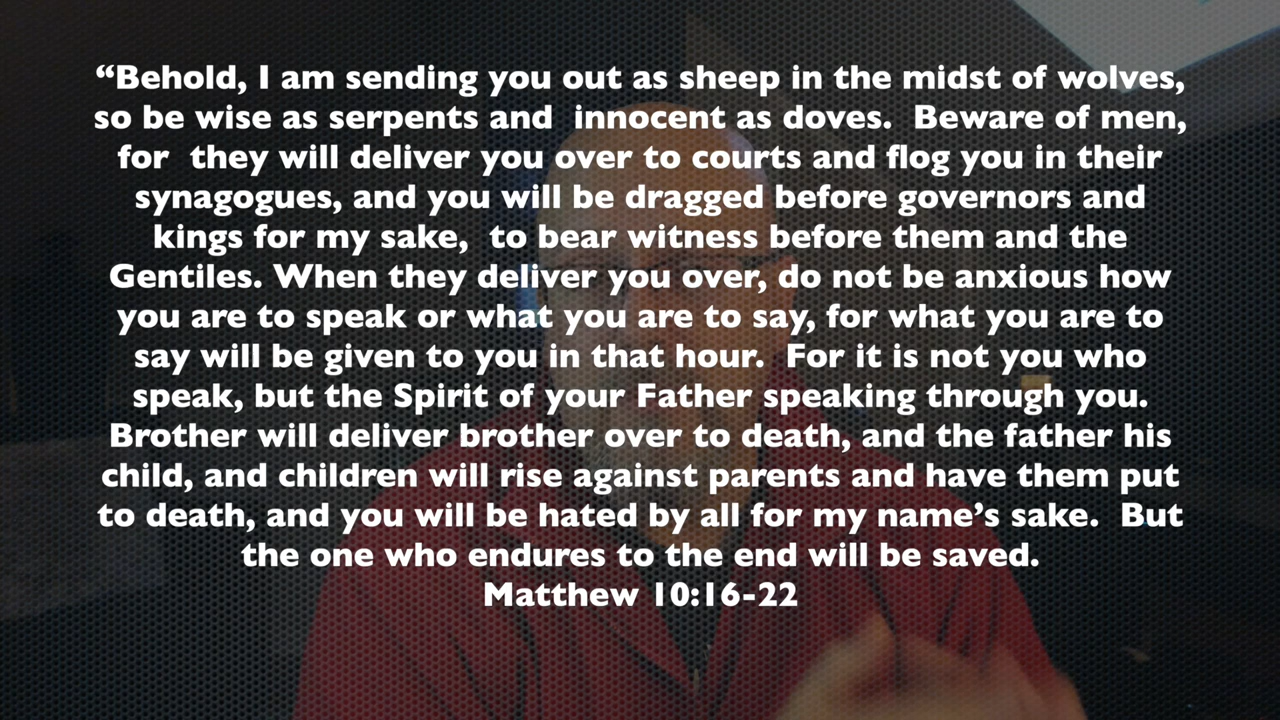 “Behold, I am sending you out as sheep in the midst of wolves,
so be wise as serpents and  innocent as doves.  Beware of men,
for  they will deliver you over to courts and flog you in their
synagogues, and you will be dragged before governors and
kings for my sake,  to bear witness before them and the
Gentiles. When they deliver you over, do not be anxious how
you are to speak or what you are to say, for what you are to
say will be given to you in that hour.  For it is not you who
speak, but the Spirit of your Father speaking through you.
Brother will deliver brother over to death, and the father his
child, and children will rise against parents and have them put
to death, and you will be hated by all for my name’s sake.  But
the one who endures to the end will be saved.
Matthew 10:16-22